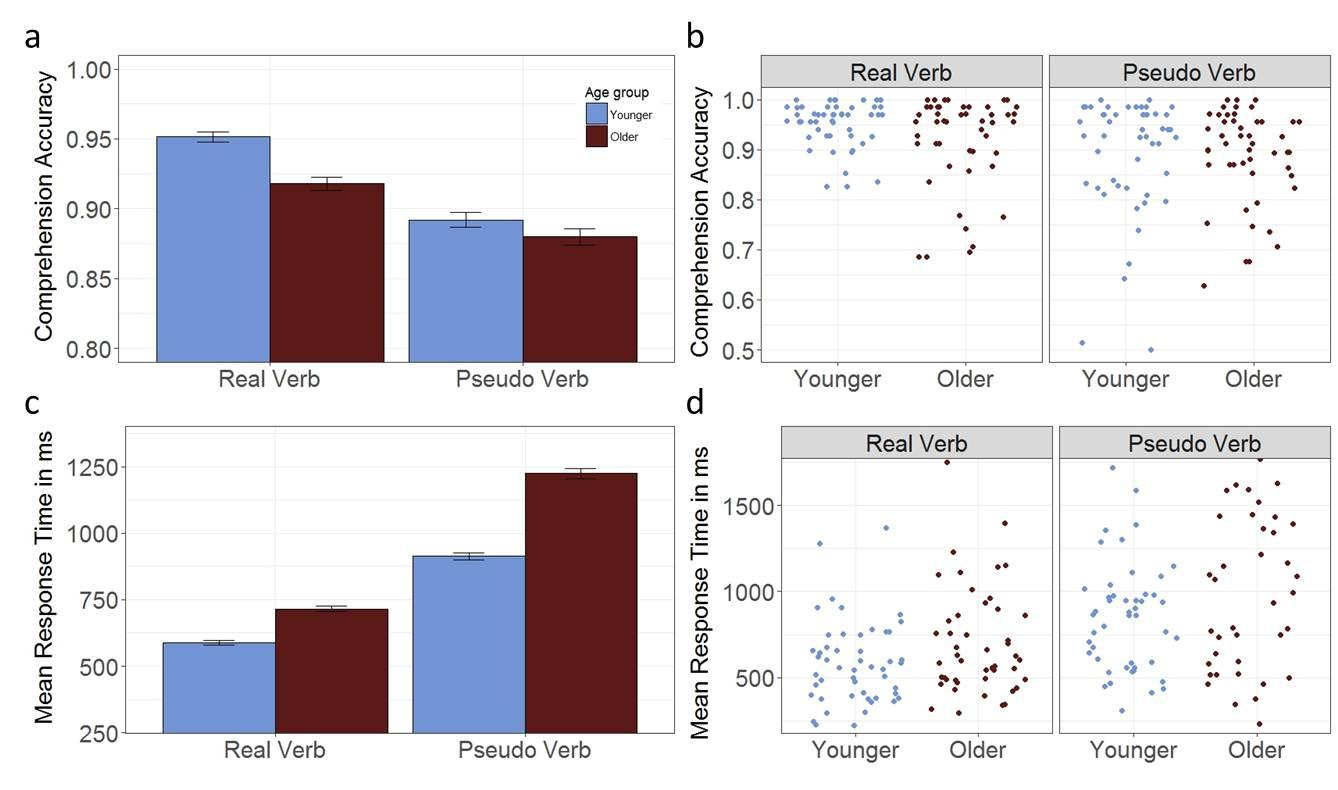 a
Comprehension Accuracy
1.00
0.95
0.90
0.85
0.80
Age group
Younger
Older
Real Verb
Pseudo Verb
b
Comprehension Accuracy
Real Verb
Pseudo Verb
1.0
0.9
0.8
0.7
0.6
0.5
Younger
Older
Younger
Older
c
Mean Response Time in ms
1250
1000
750
500
250
Real Verb
Pseudo Verb
d
Mean Response Time in ms
Real Verb
Pseudo Verb
1500
1000
500
Younger
Older
Younger
Older